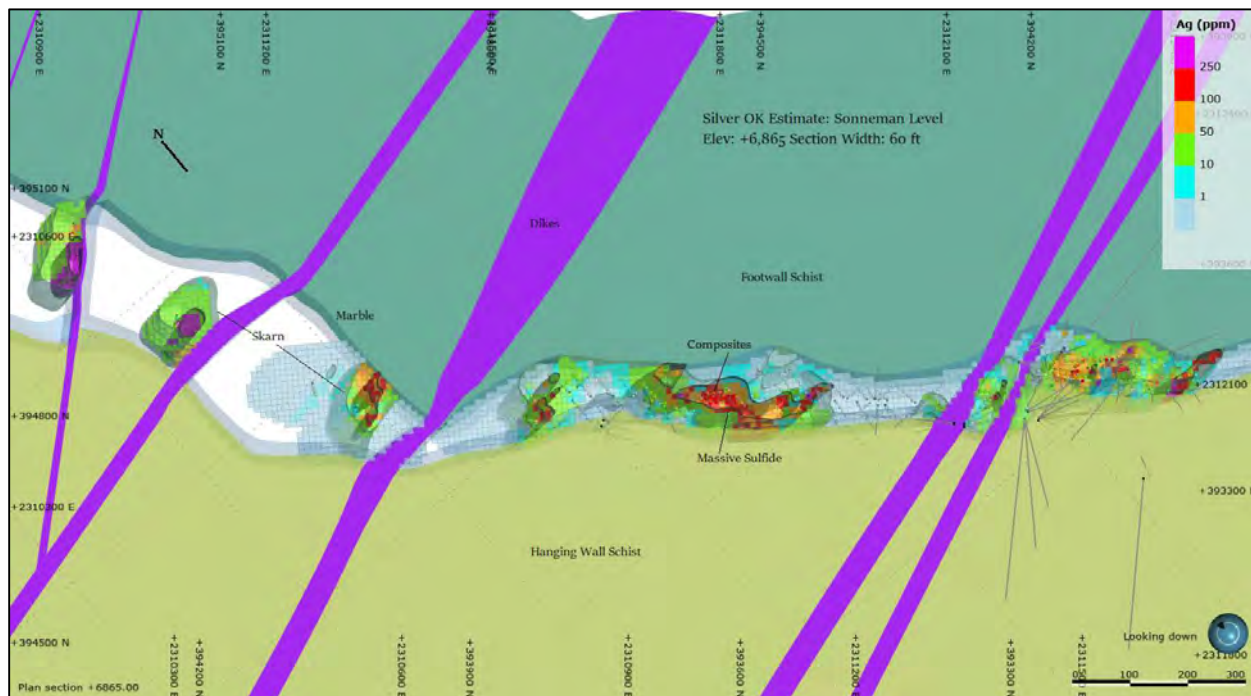 +2310900 E
+395100 N
+2311200 E
+2311800 E
+394500 N
+2312100 E
+394200 N
Ag (ppm)
250
100
50
10
1
N
Silver OK Estimate: Sonneman Level
Elev: +6,865 Section Width: 60 ft
+395100 N
+2310600 E
Dikes
Footwall Schist
Marble
Skarn
Composites
+2312100
+394800 N
Massive Sulfide
+393300
+2310300 E
Hanging Wall Schist
+394500 N
+2310300 E
+394200 N
+2310600 E
+393900 N
+2310900 E
+393600 N
+2311200 E
+393300 N
+2311500 E
Looking down
+2311800
Plan section +6865.00
0 100 200 300